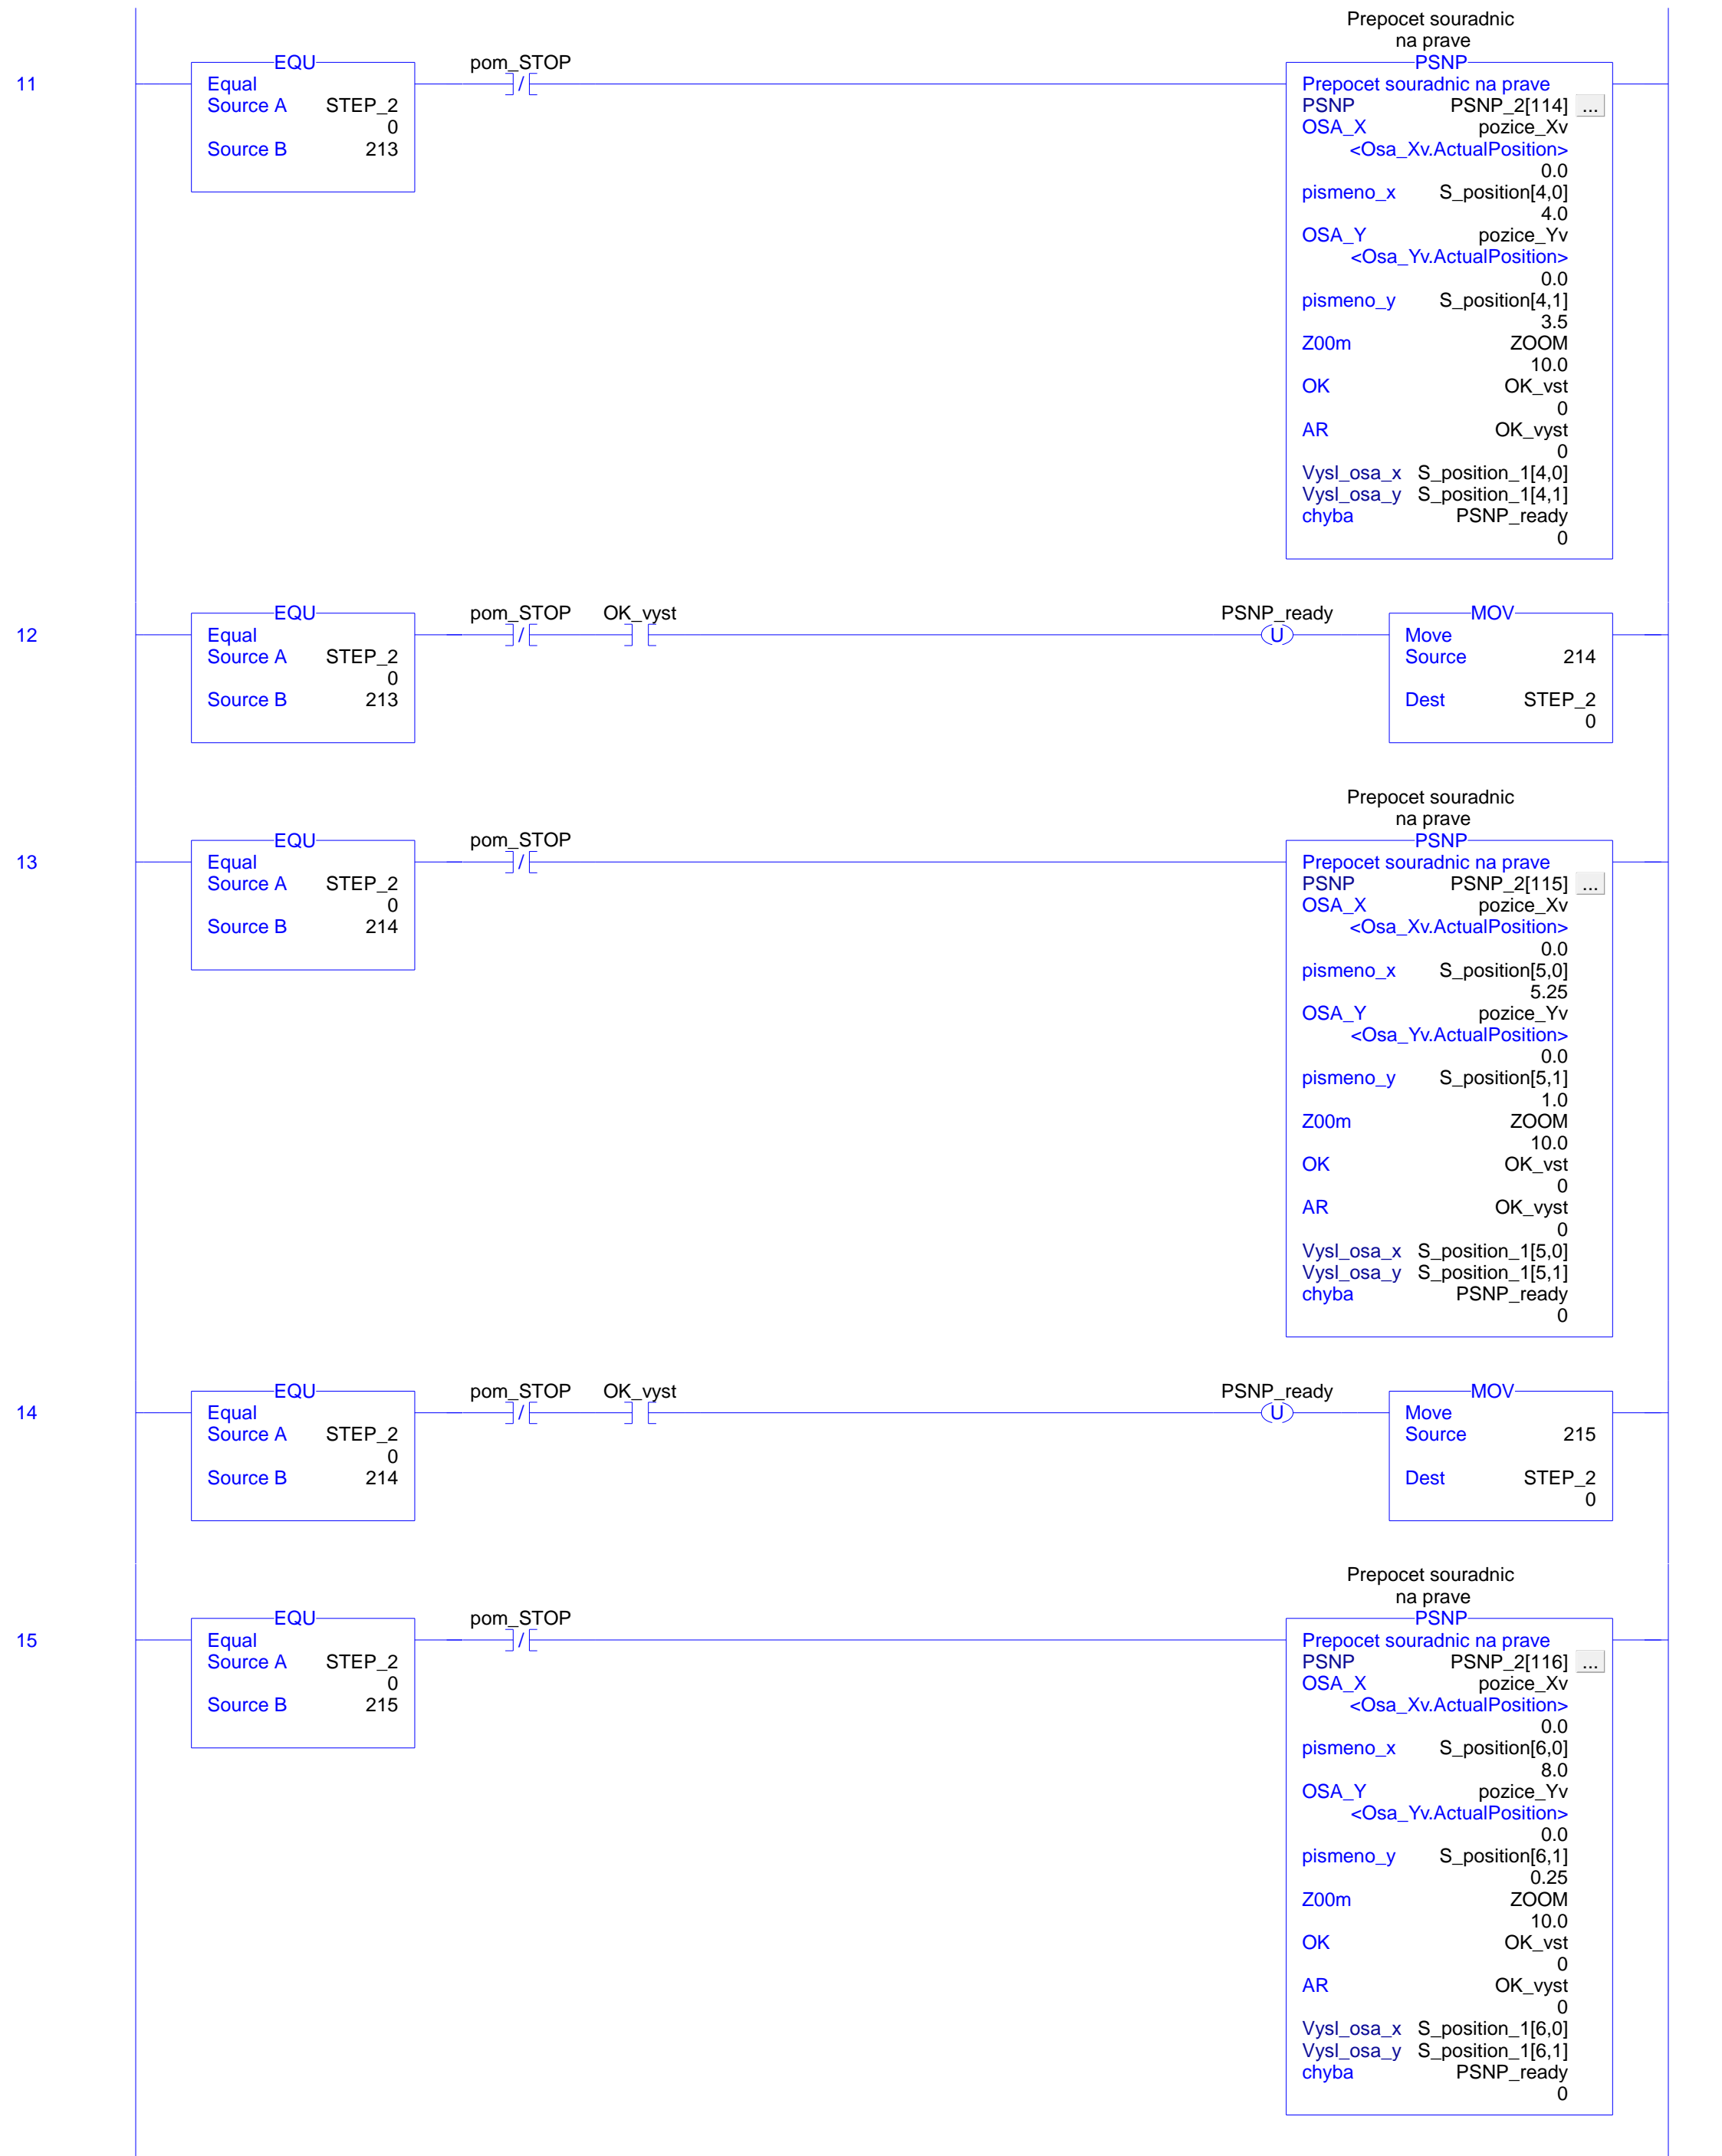 Prepocet souradnic
na prave
11
EQU
Equal
Source A STEP_2
0
Source B 213
pom_STOP
/
PSNP
Prepocet souradnic na prave
PSNP PSNP_2[114] ...
OSA_X pozice_Xv
<Osa_Xv.ActualPosition>
0.0
pismeno_x S_position[4,0]
4.0
OSA_Y pozice_Yv
<Osa_Yv.ActualPosition>
0.0
pismeno_y S_position[4,1]
3.5
Z00m ZOOM
10.0
OK OK_vst
0
AR OK_vyst
0
Vysl_osa_x S_position_1[4,0]
Vysl_osa_y S_position_1[4,1]
chyba PSNP_ready
0
12
EQU
Equal
Source A STEP_2
0
Source B 213
pom_STOP
/
OK_vyst
PSNP_ready
U
MOV
Move
Source 214
Dest STEP_2
0
Prepocet souradnic
na prave
13
EQU
Equal
Source A STEP_2
0
Source B 214
pom_STOP
/
PSNP
Prepocet souradnic na prave
PSNP PSNP_2[115] ...
OSA_X pozice_Xv
<Osa_Xv.ActualPosition>
0.0
pismeno_x S_position[5,0]
5.25
OSA_Y pozice_Yv
<Osa_Yv.ActualPosition>
0.0
pismeno_y S_position[5,1]
1.0
Z00m ZOOM
10.0
OK OK_vst
0
AR OK_vyst
0
Vysl_osa_x S_position_1[5,0]
Vysl_osa_y S_position_1[5,1]
chyba PSNP_ready
0
14
EQU
Equal
Source A STEP_2
0
Source B 214
pom_STOP
/
OK_vyst
PSNP_ready
U
MOV
Move
Source 215
Dest STEP_2
0
Prepocet souradnic
na prave
15
EQU
Equal
Source A STEP_2
0
Source B 215
pom_STOP
/
PSNP
Prepocet souradnic na prave
PSNP PSNP_2[116] ...
OSA_X pozice_Xv
<Osa_Xv.ActualPosition>
0.0
pismeno_x S_position[6,0]
8.0
OSA_Y pozice_Yv
<Osa_Yv.ActualPosition>
0.0
pismeno_y S_position[6,1]
0.25
Z00m ZOOM
10.0
OK OK_vst
0
AR OK_vyst
0
Vysl_osa_x S_position_1[6,0]
Vysl_osa_y S_position_1[6,1]
chyba PSNP_ready
0